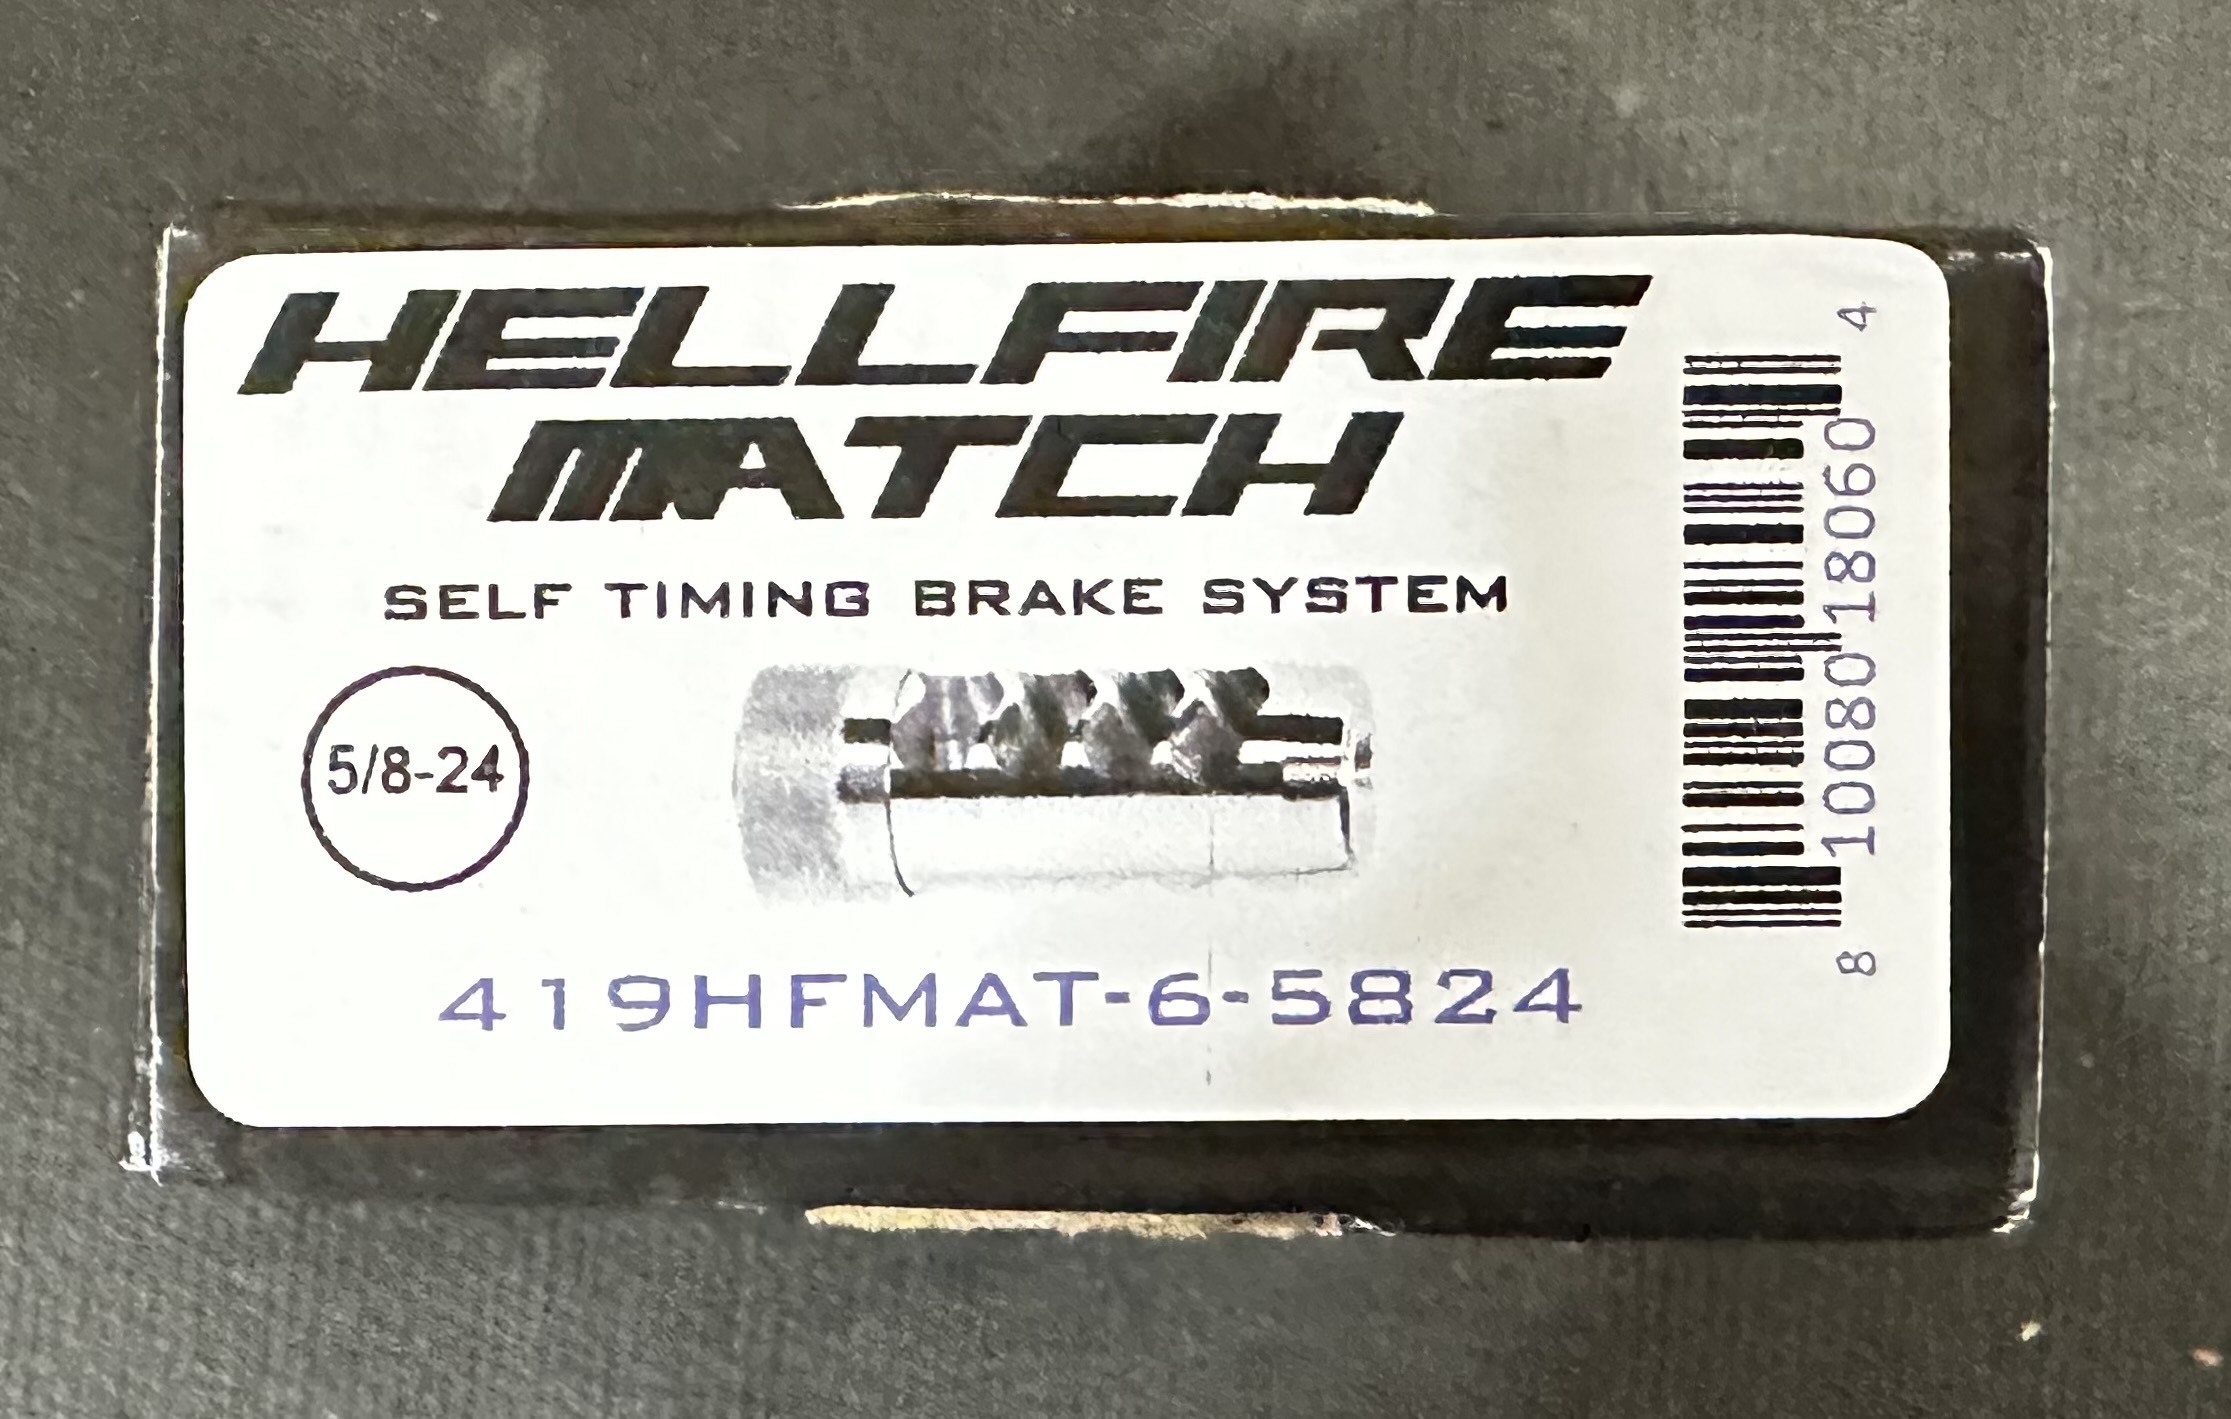 HELLFIRE
MATCH
SELF TIMING BRAKE SYSTEM
5/8-24
419HFMAT-6-5824
8 10080 18060 4